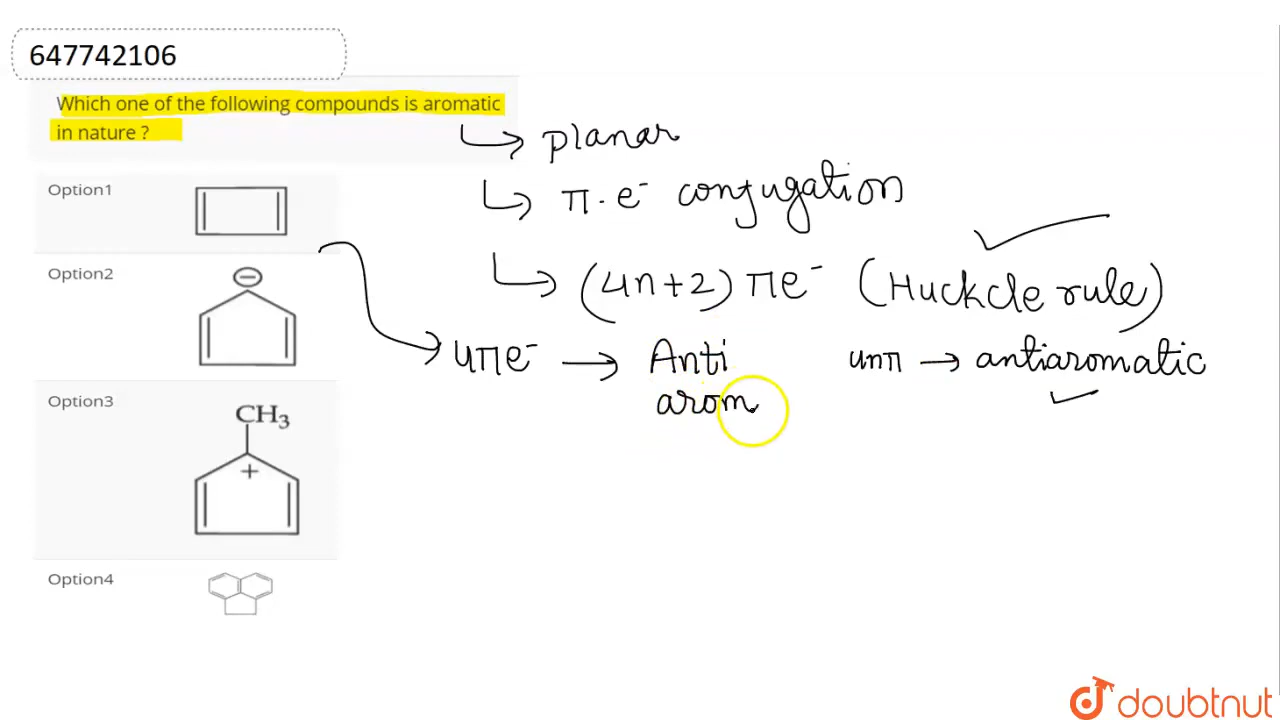 647742106
Which one of the following compounds is aromatic
in nature ?
planar
π.e⁻ conjugation
(4n+2) πe⁻ (Huckcle rule)
4πe⁻ → Anti
arom
4nπ → antiaromatic
Option1
Option2
Option3
CH₃
+
Option4
doubtnut